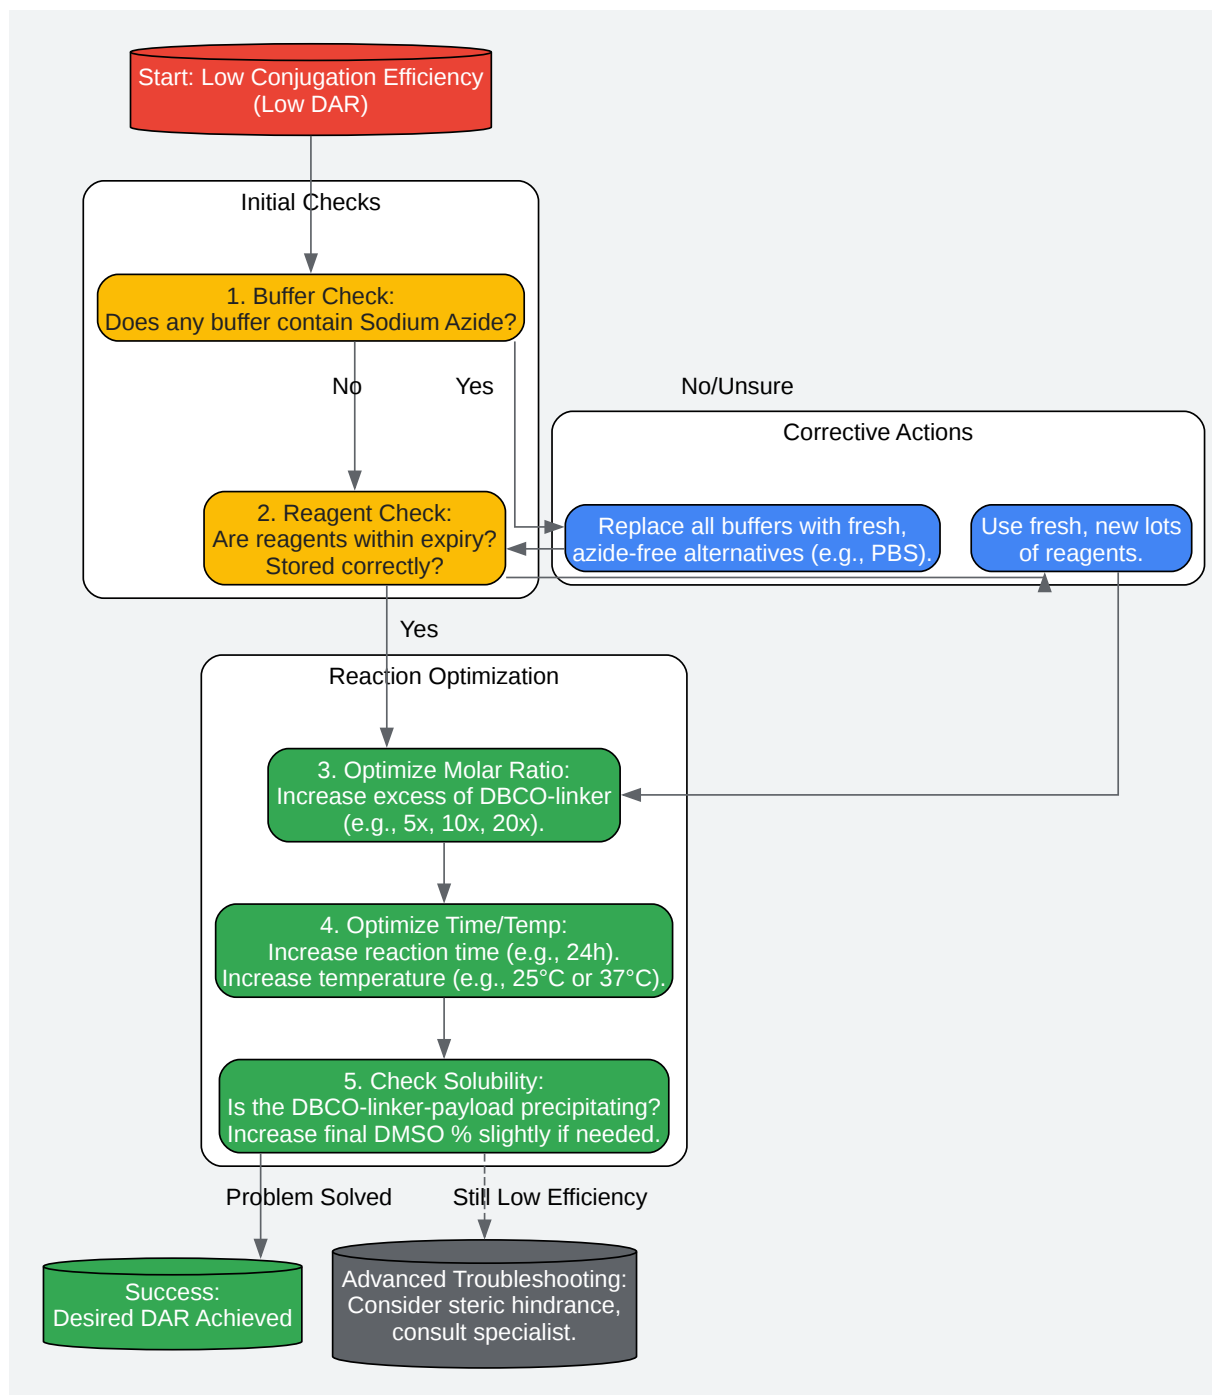 Start: Low Conjugation Efficiency
(Low DAR)
Initial Checks
1. Buffer Check:
Does any buffer contain Sodium Azide?
No
Yes
No/Unsure
Corrective Actions
2. Reagent Check:
Are reagents within expiry?
Stored correctly?
Replace all buffers with fresh,
azide-free alternatives (e.g., PBS).
Use fresh, new lots
of reagents.
Yes
Reaction Optimization
3. Optimize Molar Ratio:
Increase excess of DBCO-linker
(e.g., 5x, 10x, 20x).
4. Optimize Time/Temp:
Increase reaction time (e.g., 24h).
Increase temperature (e.g., 25°C or 37°C).
5. Check Solubility:
Is the DBCO-linker-payload precipitating?
Increase final DMSO % slightly if needed.
Problem Solved
Still Low Efficiency
Success:
Desired DAR Achieved
Advanced Troubleshooting:
Consider steric hindrance,
consult specialist.